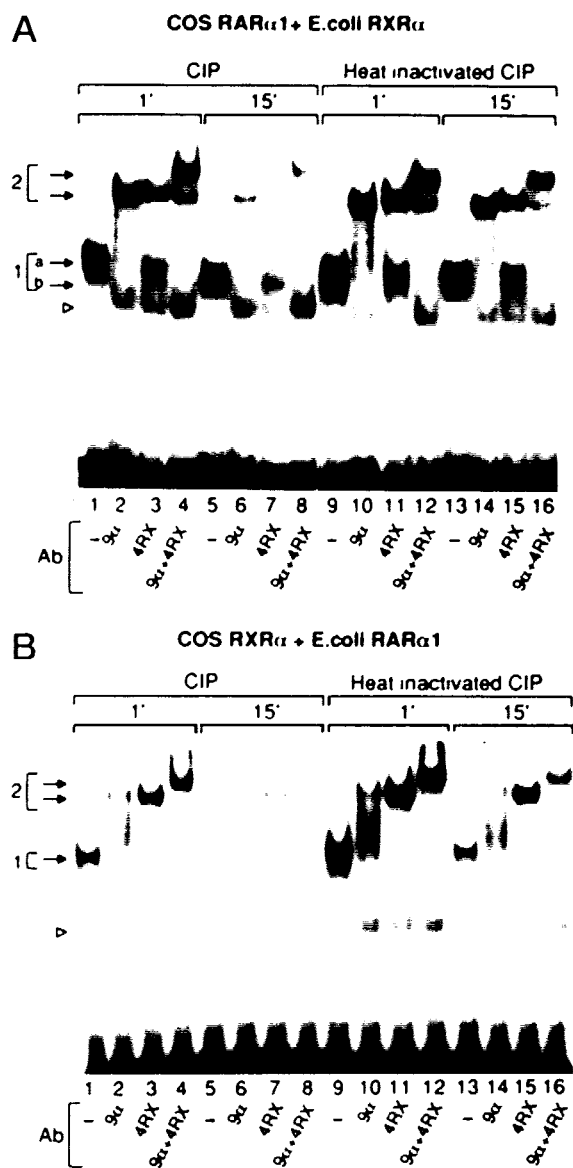 A
COS RARα1 + E.coli RXRα
CIP Heat inactivated CIP
1' 15' 1' 15'
2
1 a
b
1 2 3 4 5 6 7 8 9 10 11 12 13 14 15 16
Ab - 9α 4RX 9α+4RX - 9α 4RX 9α+4RX - 9α 4RX 9α+4RX - 9α 4RX 9α+4RX
B
COS RXRα + E.coli RARα1
CIP Heat inactivated CIP
1' 15' 1' 15'
2
1
1 2 3 4 5 6 7 8 9 10 11 12 13 14 15 16
Ab - 9α 4RX 9α+4RX - 9α 4RX 9α+4RX - 9α 4RX 9α+4RX - 9α 4RX 9α+4RX